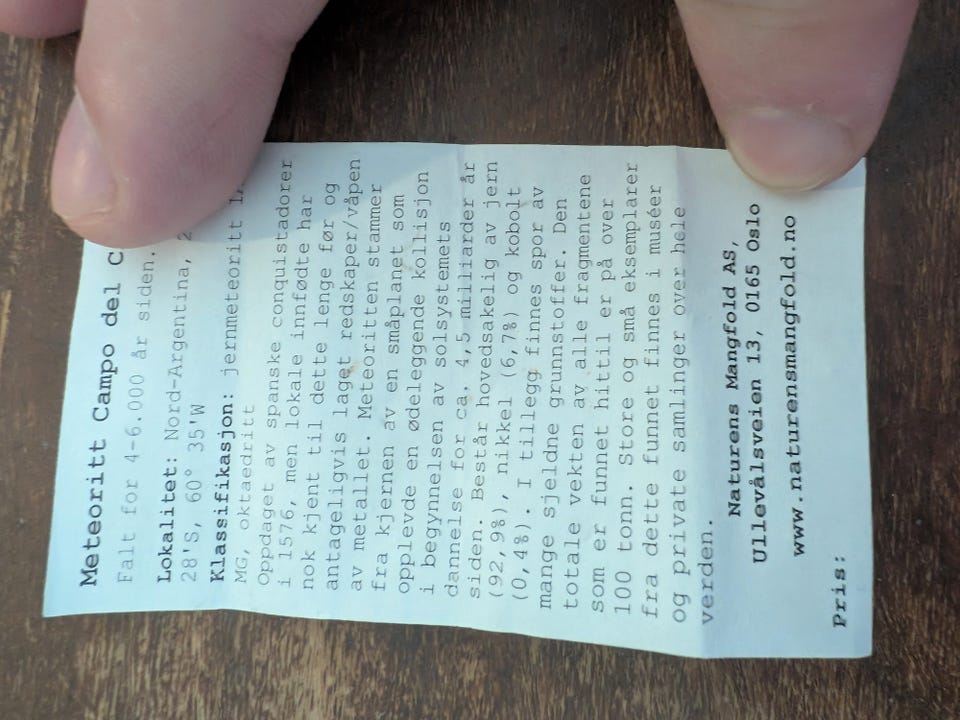 Meteoritt Campo del C
Falt for 4-6.000 år siden.
Lokalitet: Nord-Argentina, 2
28'S, 60° 35'W
Klassifikasjon: jernmeteoritt
MG, oktaedritt
Oppdaget av spanske conquistadorer
i 1576, men lokale innfødte har
nok kjent til dette lenge før og
antageligvis laget redskaper/våpen
av metallet. Meteoritten stammer
fra kjernen av en småplanet som
opplevde en ødeleggende kollisjon
i begynnelsen av solsystemets
dannelse for ca. 4,5 milliarder år
siden. Består hovedsakelig av jern
(92,9%), nikkel (6,7%) og kobolt
(0,4%). I tillegg finnes spor av
mange sjeldne grunnstoffer. Den
totale vekten av alle fragmentene
som er funnet hittil er på over
100 tonn. Store og små eksemplarer
fra dette funnet finnes i muséer
og private samlinger over hele
verden.
Naturens Mangfold AS,
Ullevålsveien 13, 0165 Oslo
www.naturensmangfold.no
Pris: